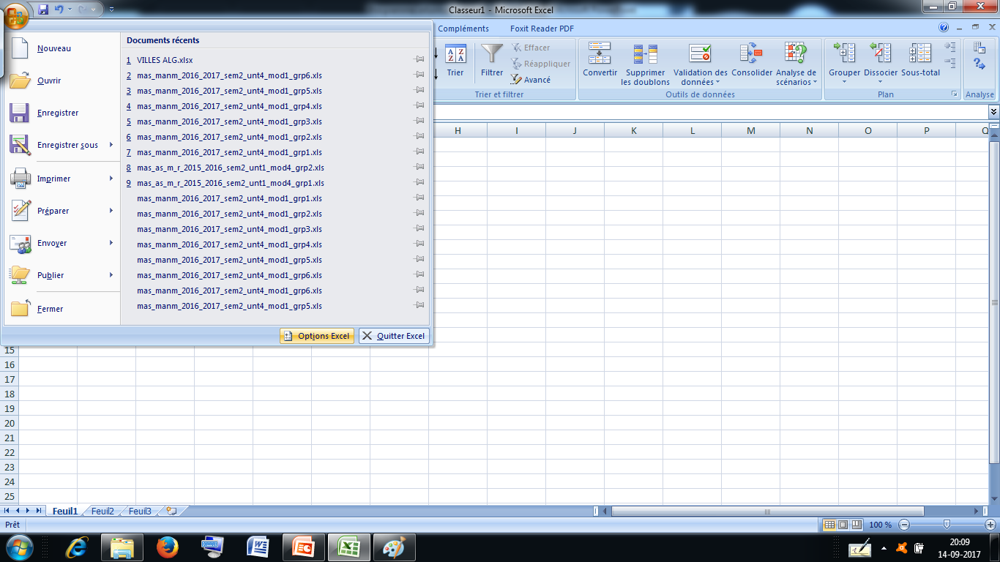 Classeur1 - Microsoft Excel
Compléments Foxit Reader PDF
Nouveau
Ouvrir
Enregistrer
Enregistrer sous
Imprimer
Préparer
Envoyer
Publier
Fermer
Documents récents
1 VILLES ALG.xlsx
2 mas_manm_2016_2017_sem2_unt4_mod1_grp6.xls
3 mas_manm_2016_2017_sem2_unt4_mod1_grp5.xls
4 mas_manm_2016_2017_sem2_unt4_mod1_grp4.xls
5 mas_manm_2016_2017_sem2_unt4_mod1_grp3.xls
6 mas_manm_2016_2017_sem2_unt4_mod1_grp2.xls
7 mas_manm_2016_2017_sem2_unt4_mod1_grp1.xls
8 mas_as_m_r_2015_2016_sem2_unt1_mod4_grp2.xls
9 mas_as_m_r_2015_2016_sem2_unt1_mod4_grp1.xls
mas_manm_2016_2017_sem2_unt4_mod1_grp1.xls
mas_manm_2016_2017_sem2_unt4_mod1_grp2.xls
mas_manm_2016_2017_sem2_unt4_mod1_grp3.xls
mas_manm_2016_2017_sem2_unt4_mod1_grp4.xls
mas_manm_2016_2017_sem2_unt4_mod1_grp5.xls
mas_manm_2016_2017_sem2_unt4_mod1_grp6.xls
mas_manm_2016_2017_sem2_unt4_mod1_grp6.xls
mas_manm_2016_2017_sem2_unt4_mod1_grp5.xls
Options Excel Quitter Excel
Trier
Filtrer
Effacer
Réappliquer
Avancé
Trier et filtrer
Convertir
Supprimer
les doublons
Validation des
données
Consolider
Analyse de
scénarios
Outils de données
Grouper Dissocier Sous-total
Plan
Analyse
H I J K L M N O P Q
15
16
17
18
19
20
21
22
23
24
25
Feuil1 Feuil2 Feuil3
Prêt
100 %
20:09
14-09-2017